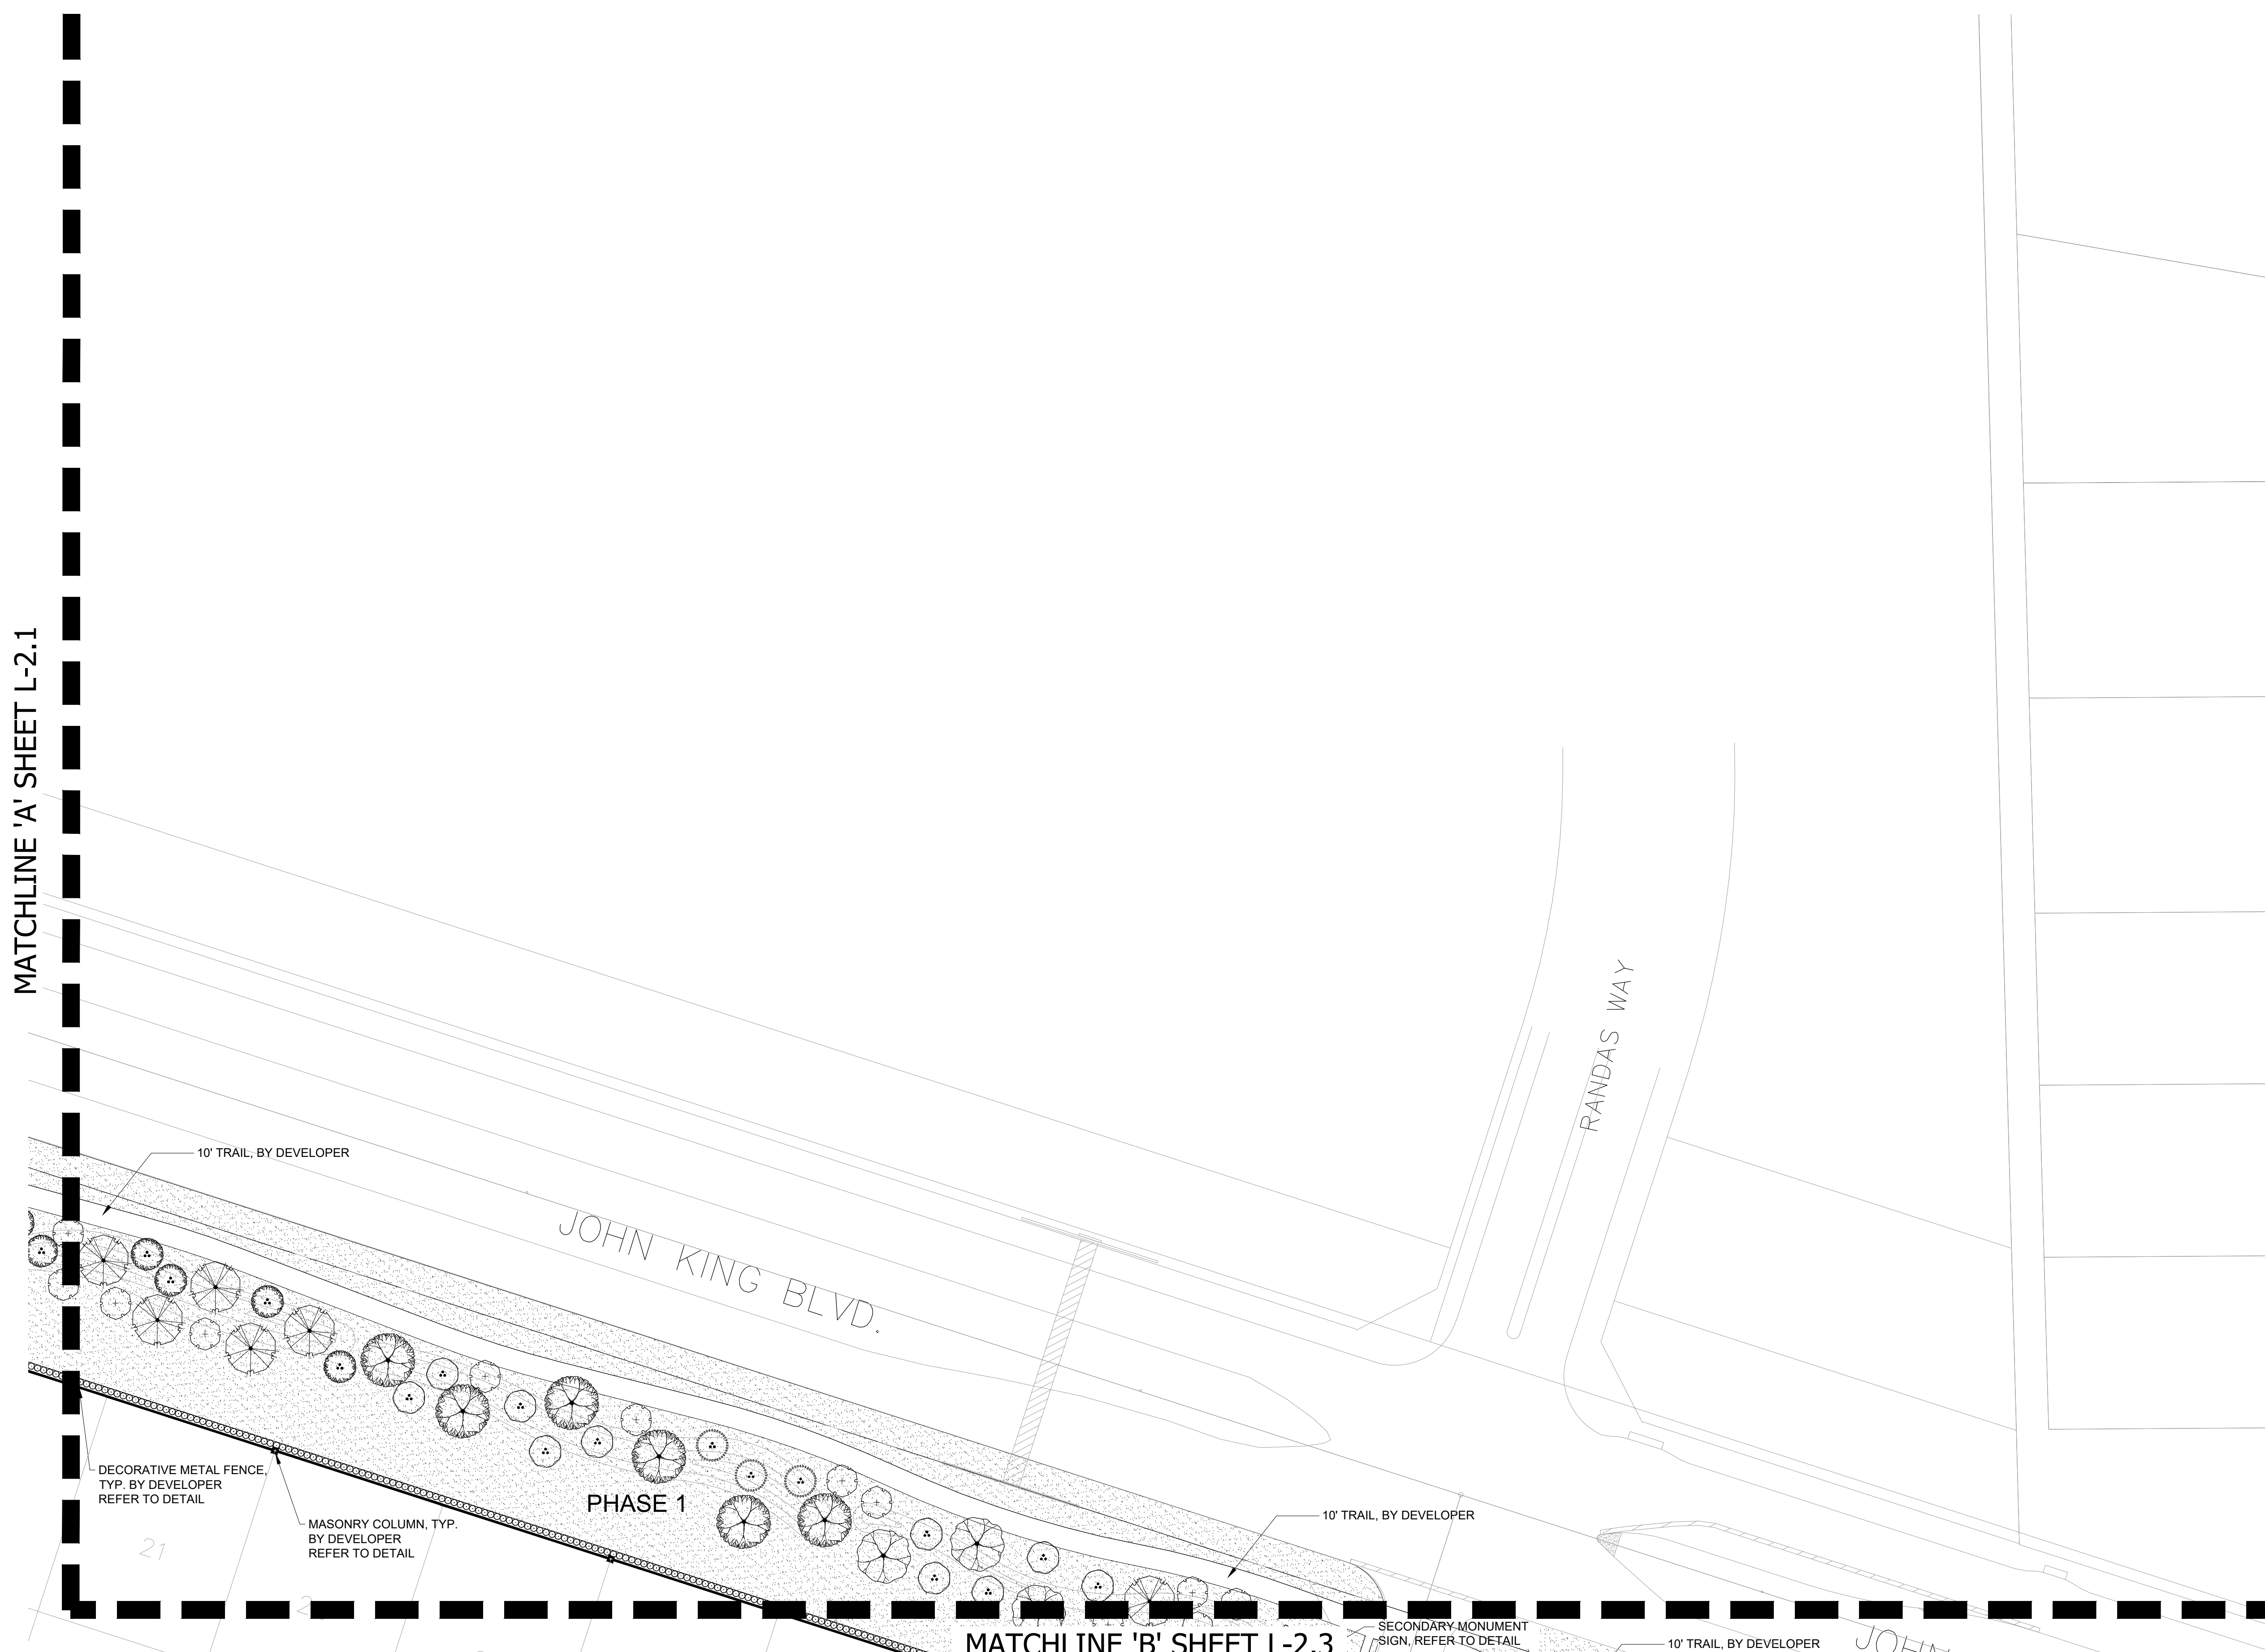 MATCHLINE 'A' SHEET L-2.1
RANDAS WAY
10' TRAIL, BY DEVELOPER
JOHN KING BLVD.
DECORATIVE METAL FENCE,
TYP. BY DEVELOPER
REFER TO DETAIL
MASONRY COLUMN, TYP.
BY DEVELOPER
REFER TO DETAIL
PHASE 1
10' TRAIL, BY DEVELOPER
21
MATCHLINE 'B' SHEET L-2.3
SECONDARY MONUMENT
SIGN, REFER TO DETAIL
10' TRAIL, BY DEVELOPER
JOHN